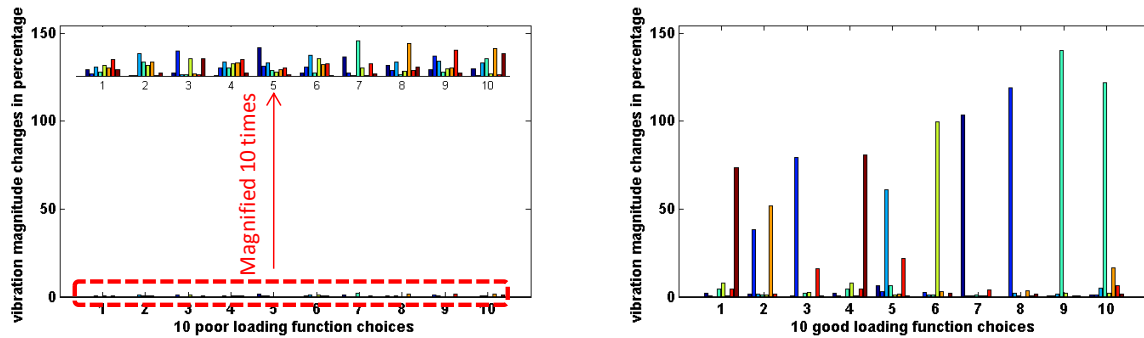 vibration magnitude changes in percentage
150
100
50
0
1 2 3 4 5 6 7 8 9 10
Magnified 10 times
1 2 3 4 5 6 7 8 9 10
10 poor loading function choices
vibration magnitude changes in percentage
150
100
50
0
1 2 3 4 5 6 7 8 9 10
10 good loading function choices